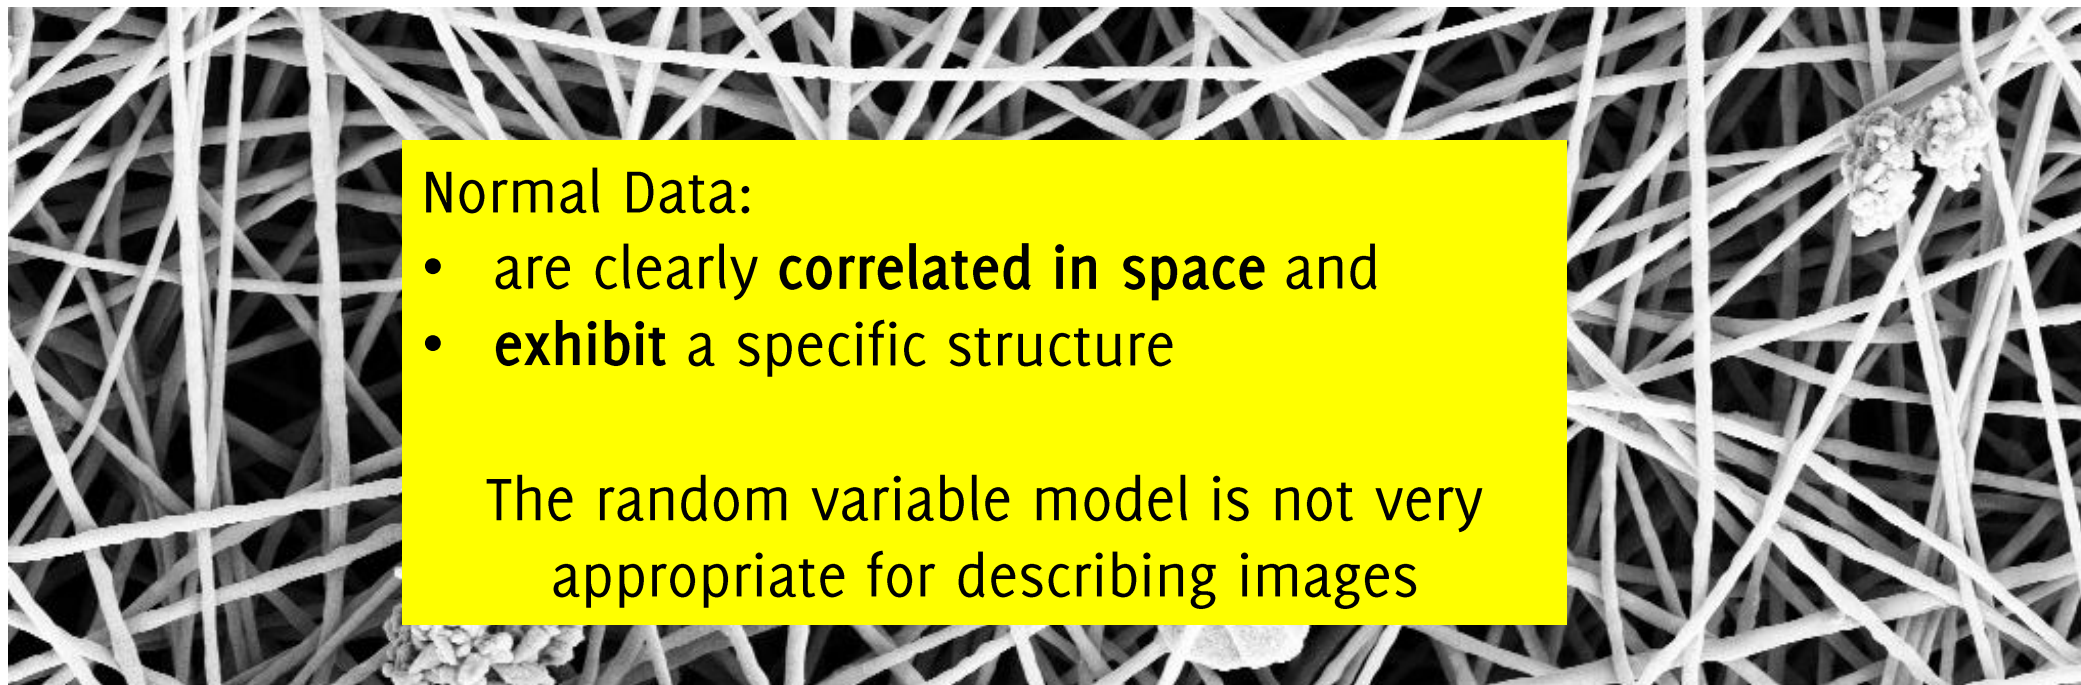 Normal Data:
• are clearly correlated in space and
• exhibit a specific structure
The random variable model is not very
appropriate for describing images